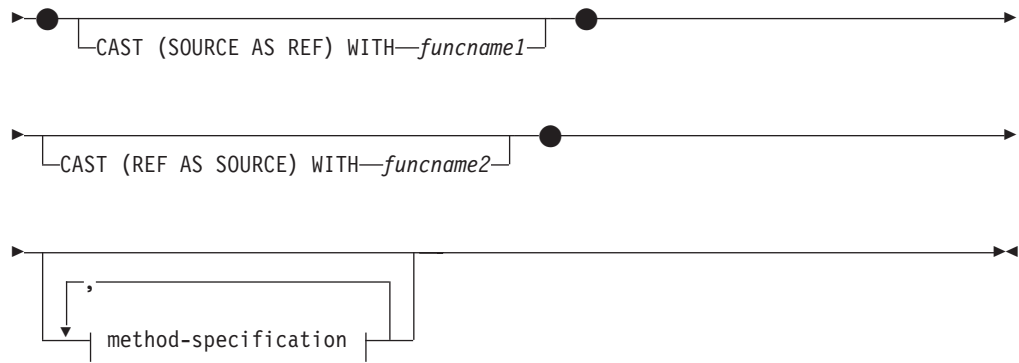 CAST (SOURCE AS REF) WITH funcname1
CAST (REF AS SOURCE) WITH funcname2
,
method-specification